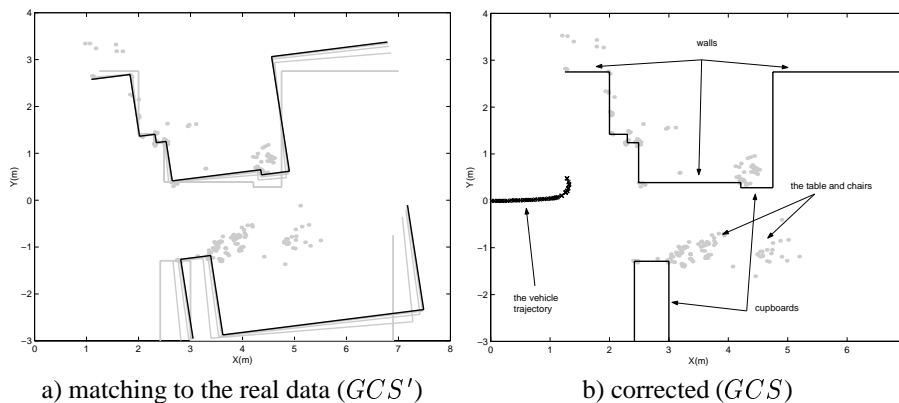 4
3
2
1
0
-1
-2
-3
Y(m)
0 1 2 3 4 5 6 7 8
X(m)
a) matching to the real data (GCS′)
4
3
2
1
0
-1
-2
-3
Y(m)
walls
the table and chairs
the vehicle
trajectory
cupboards
0 1 2 3 4 5 6 7
X(m)
b) corrected (GCS)